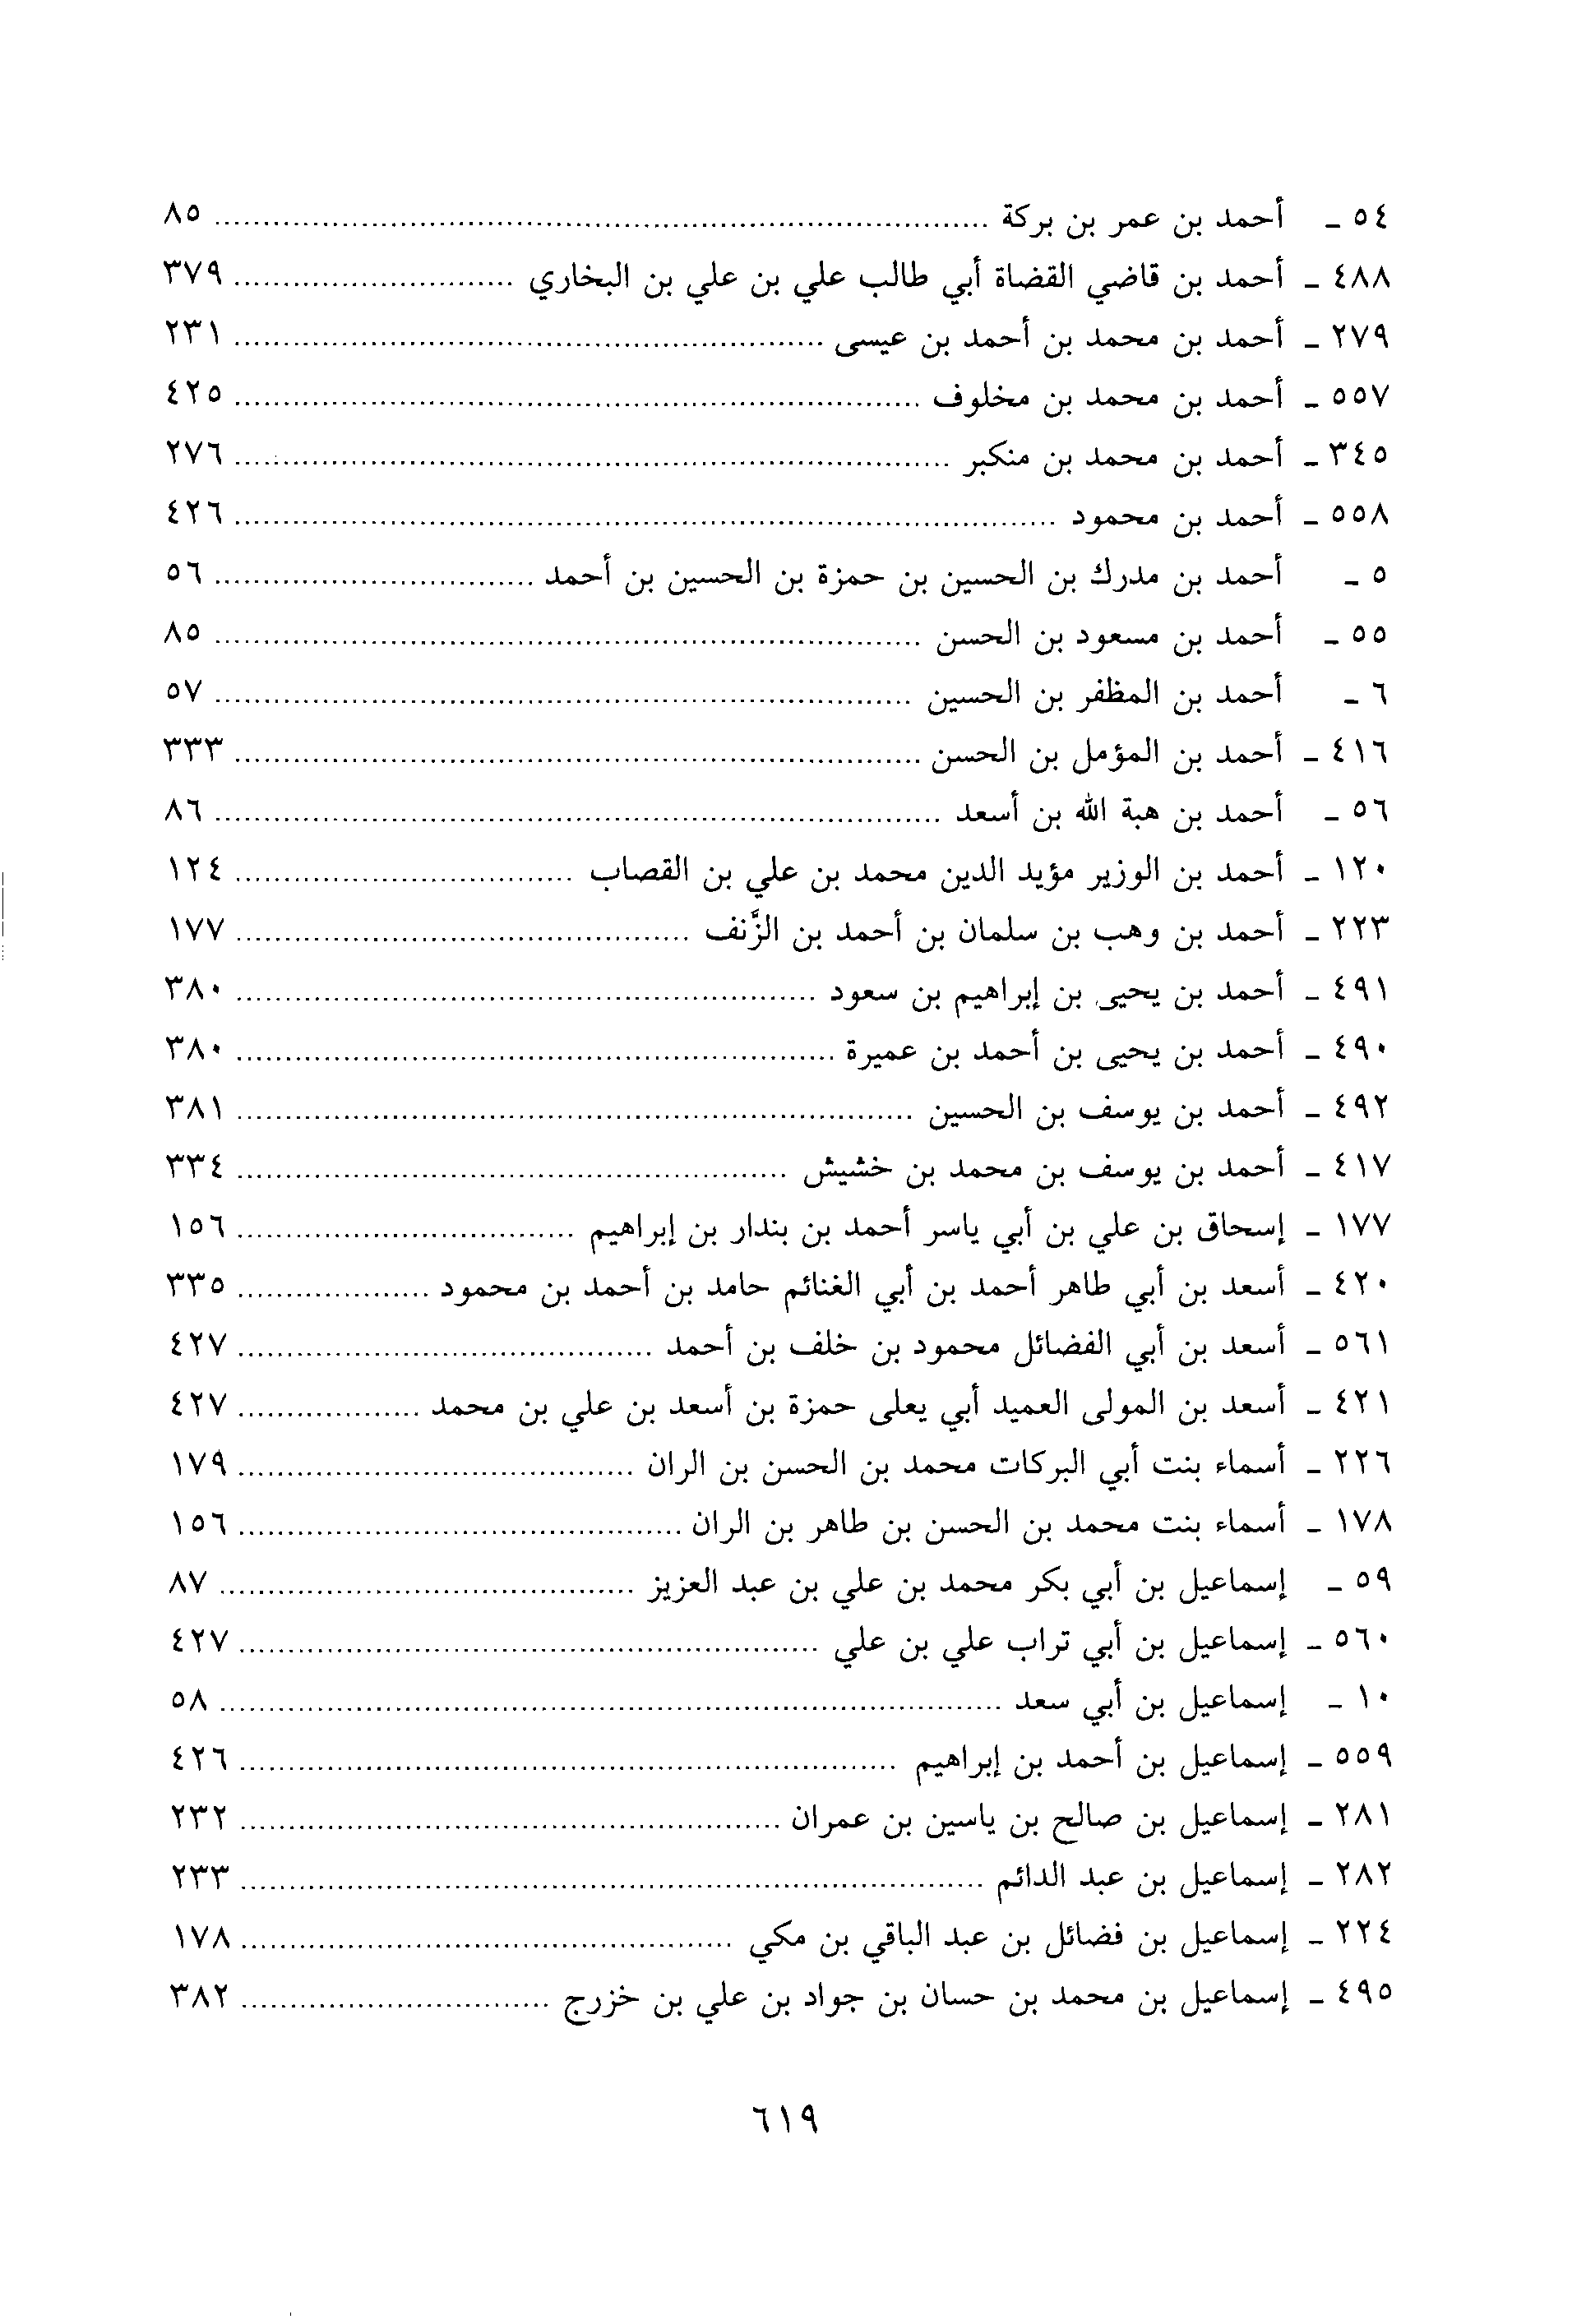 ٥٤ ـ أحمد بن عمر بن بركة ........ ٨٥
٤٨٨ ـ أحمد بن قاضي القضاة أبي طالب علي بن علي بن البخاري ........ ٣٧٩
٢٧٩ ـ أحمد بن محمد بن أحمد بن عيسى ........ ٢٣١
٥٥٧ ـ أحمد بن محمد بن مخلوف ........ ٤٢٥
٣٤٥ ـ أحمد بن محمد بن منكبر ........ ٢٧٦
٥٥٨ ـ أحمد بن محمود ........ ٤٢٦
٥ ـ أحمد بن مدرك بن الحسين بن حمزة بن الحسين بن أحمد ........ ٥٦
٥٥ ـ أحمد بن مسعود بن الحسن ........ ٨٥
٦ ـ أحمد بن المظفر بن الحسين ........ ٥٧
٤١٦ ـ أحمد بن المؤمل بن الحسن ........ ٣٣٣
٥٦ ـ أحمد بن هبة الله بن أسعد ........ ٨٦
١٢٠ ـ أحمد بن الوزير مؤيد الدين محمد بن علي بن القصاب ........ ١٢٤
٢٢٣ ـ أحمد بن وهب بن سلمان بن أحمد بن الزَّنف ........ ١٧٧
٤٩١ ـ أحمد بن يحيى بن إبراهيم بن سعود ........ ٣٨٠
٤٩٠ ـ أحمد بن يحيى بن أحمد بن عميرة ........ ٣٨٠
٤٩٢ ـ أحمد بن يوسف بن الحسين ........ ٣٨١
٤١٧ ـ أحمد بن يوسف بن محمد بن خشيش ........ ٣٣٤
١٧٧ ـ إسحاق بن علي بن أبي ياسر أحمد بن بندار بن إبراهيم ........ ١٥٦
٤٢٠ ـ أسعد بن أبي طاهر أحمد بن أبي الغنائم حامد بن أحمد بن محمود ........ ٣٣٥
٥٦١ ـ أسعد بن أبي الفضائل محمود بن خلف بن أحمد ........ ٤٢٧
٤٢١ ـ أسعد بن المولى العميد أبي يعلى حمزة بن أسعد بن علي بن محمد ........ ٤٢٧
٢٢٦ ـ أسماء بنت أبي البركات محمد بن الحسن بن الران ........ ١٧٩
١٧٨ ـ أسماء بنت محمد بن الحسن بن طاهر بن الران ........ ١٥٦
٥٩ ـ إسماعيل بن أبي بكر محمد بن علي بن عبد العزيز ........ ٨٧
٥٦٠ ـ إسماعيل بن أبي تراب علي بن علي ........ ٤٢٧
١٠ ـ إسماعيل بن أبي سعد ........ ٥٨
٥٥٩ ـ إسماعيل بن أحمد بن إبراهيم ........ ٤٢٦
٢٨١ ـ إسماعيل بن صالح بن ياسين بن عمران ........ ٢٣٢
٢٨٢ ـ إسماعيل بن عبد الدائم ........ ٢٣٣
٢٢٤ ـ إسماعيل بن فضائل بن عبد الباقي بن مكي ........ ١٧٨
٤٩٥ ـ إسماعيل بن محمد بن حسان بن جواد بن علي بن خزرج ........ ٣٨٢
٦١٩